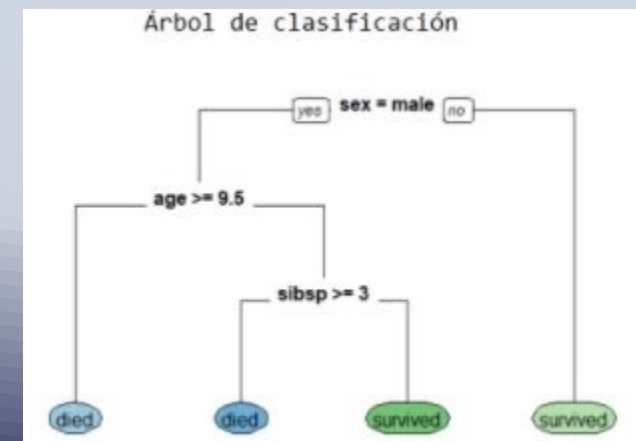 Árbol de clasificación
yes sex = male no
age >= 9.5
sibsp >= 3
died died survived survived